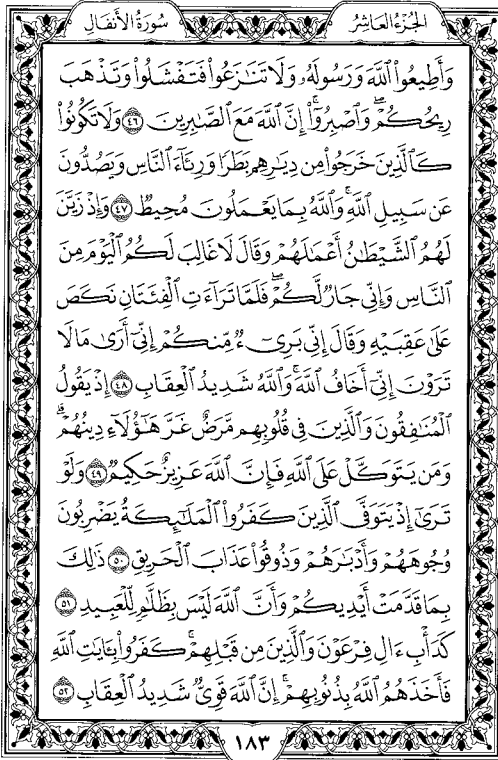 الجزء العاشر
سورة الأنفال
وَأَطِيعُوا۟ ٱللَّهَ وَرَسُولَهُۥ وَلَا تَنَٰزَعُوا۟ فَتَفْشَلُوا۟ وَتَذْهَبَ
رِيحُكُمْ ۖ وَٱصْبِرُوٓا۟ ۚ إِنَّ ٱللَّهَ مَعَ ٱلصَّٰبِرِينَ ٤٦ وَلَا تَكُونُوا۟
كَٱلَّذِينَ خَرَجُوا۟ مِن دِيَٰرِهِم بَطَرًا وَرِئَآءَ ٱلنَّاسِ وَيَصُدُّونَ
عَن سَبِيلِ ٱللَّهِ ۚ وَٱللَّهُ بِمَا يَعْمَلُونَ مُحِيطٌ ٤٧ وَإِذْ زَيَّنَ
لَهُمُ ٱلشَّيْطَٰنُ أَعْمَٰلَهُمْ وَقَالَ لَا غَالِبَ لَكُمُ ٱلْيَوْمَ مِنَ
ٱلنَّاسِ وَإِنِّى جَارٌ لَّكُمْ ۖ فَلَمَّا تَرَآءَتِ ٱلْفِئَتَانِ نَكَصَ
عَلَىٰ عَقِبَيْهِ وَقَالَ إِنِّى بَرِىٓءٌ مِّنكُمْ إِنِّىٓ أَرَىٰ مَا لَا
تَرَوْنَ إِنِّىٓ أَخَافُ ٱللَّهَ ۚ وَٱللَّهُ شَدِيدُ ٱلْعِقَابِ ٤٨ إِذْ يَقُولُ
ٱلْمُنَٰفِقُونَ وَٱلَّذِينَ فِى قُلُوبِهِم مَّرَضٌ غَرَّ هَٰٓؤُلَآءِ دِينُهُمْ ۗ
وَمَن يَتَوَكَّلْ عَلَى ٱللَّهِ فَإِنَّ ٱللَّهَ عَزِيزٌ حَكِيمٌ ٤٩ وَلَوْ
تَرَىٰٓ إِذْ يَتَوَفَّى ٱلَّذِينَ كَفَرُوا۟ ٱلْمَلَٰٓئِكَةُ يَضْرِبُونَ
وُجُوهَهُمْ وَأَدْبَٰرَهُمْ وَذُوقُوا۟ عَذَابَ ٱلْحَرِيقِ ٥٠ ذَٰلِكَ
بِمَا قَدَّمَتْ أَيْدِيكُمْ وَأَنَّ ٱللَّهَ لَيْسَ بِظَلَّٰمٍ لِّلْعَبِيدِ ٥١
كَدَأْبِ ءَالِ فِرْعَوْنَ وَٱلَّذِينَ مِن قَبْلِهِمْ ۚ كَفَرُوا۟ بِـَٔايَٰتِ ٱللَّهِ
فَأَخَذَهُمُ ٱللَّهُ بِذُنُوبِهِمْ ۗ إِنَّ ٱللَّهَ قَوِىٌّ شَدِيدُ ٱلْعِقَابِ ٥٢
١٨٣